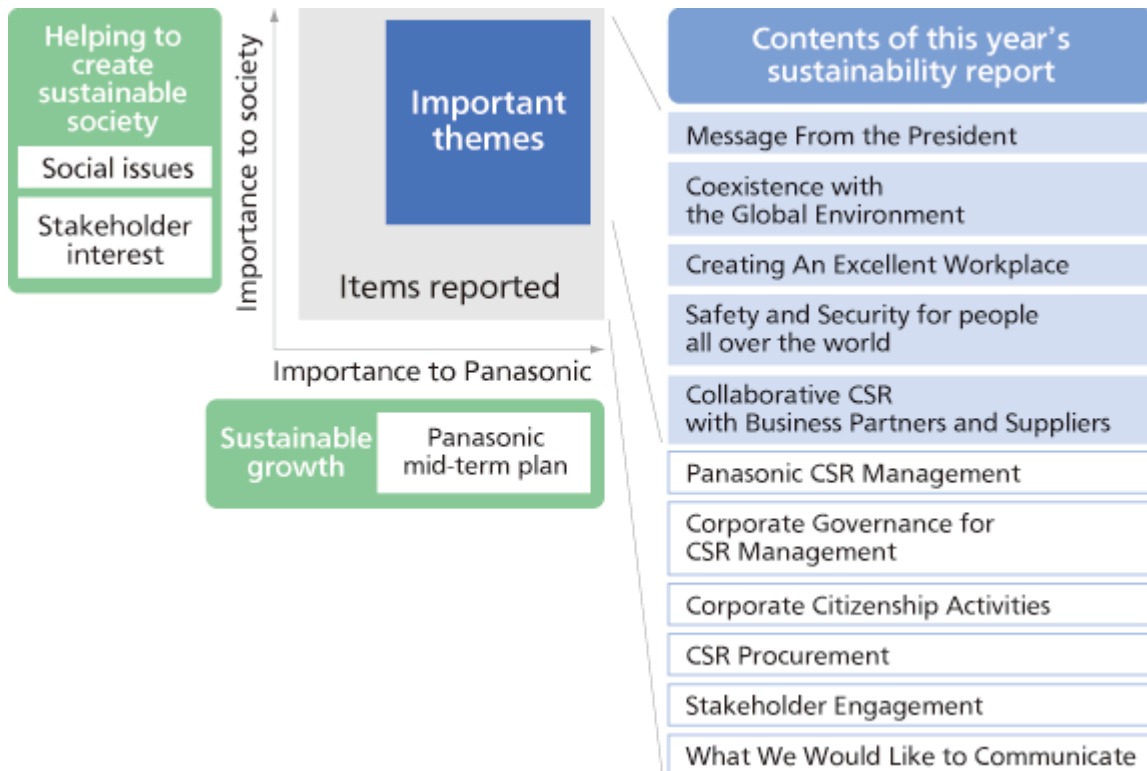 Helping to
create
sustainable
society
Social issues
Stakeholder
interest
Importance to society
Important
themes
Items reported
Importance to Panasonic
Sustainable
growth
Panasonic
mid-term plan
Contents of this year's
sustainability report
Message From the President
Coexistence with
the Global Environment
Creating An Excellent Workplace
Safety and Security for people
all over the world
Collaborative CSR
with Business Partners and Suppliers
Panasonic CSR Management
Corporate Governance for
CSR Management
Corporate Citizenship Activities
CSR Procurement
Stakeholder Engagement
What We Would Like to Communicate